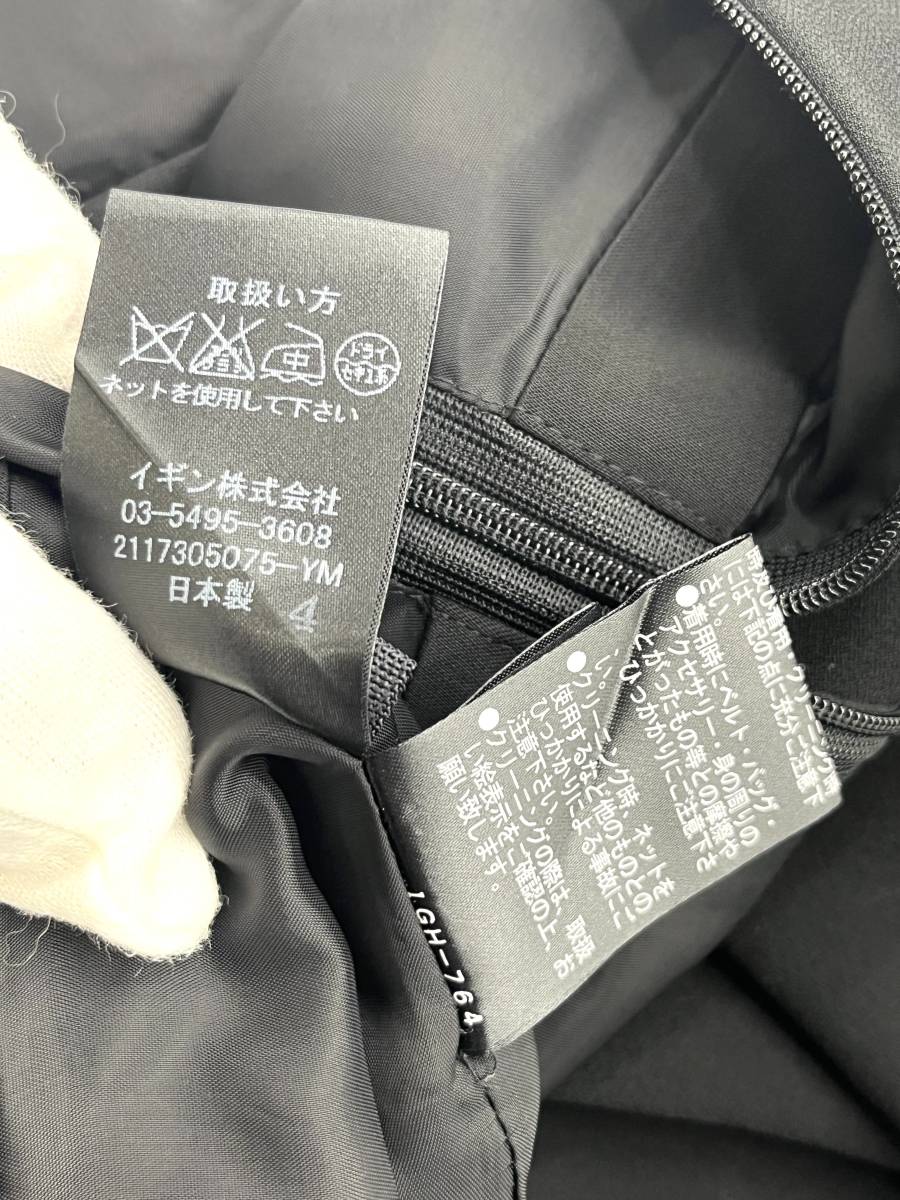 取扱い方
中
ドライ
セキユ系
ネットを使用して下さい
イギン株式会社
03-5495-3608
2117305075-YM
日本製 4
には下記の点に充分ご注意下
さい。
●着用時にベルト・バッグ・
アクセサリー・身の回りの
とがったもの等との摩擦や
ひっかかりに注意下さ
い。
●クリーニング時、ネットを
使用するなど他のものとの
ひっかかりによる事故にご
注意下さい。
●クリーニングの際は、取扱
い絵表示をご確認の上、お
願い致します。
LGH-764